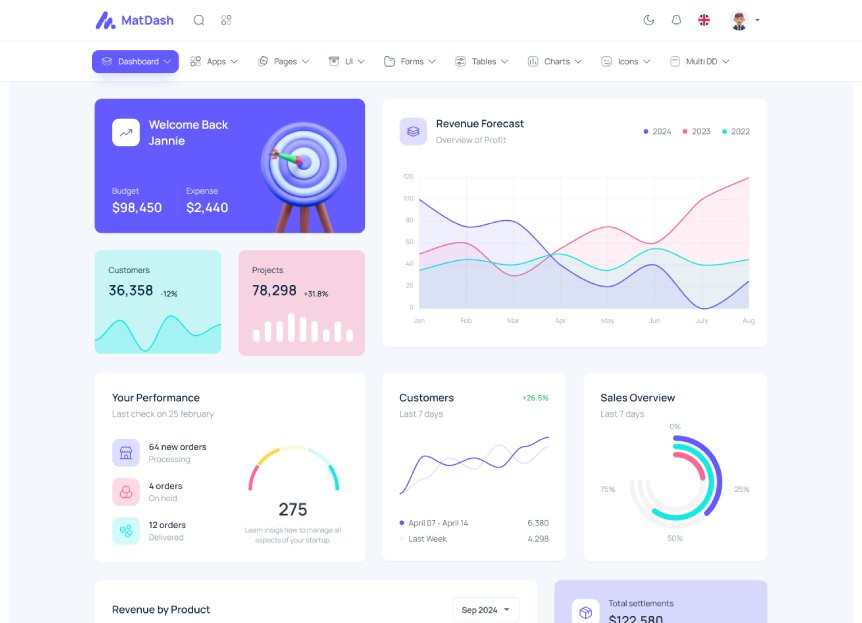 MatDash
Dashboard
Apps
Pages
UI
Forms
Tables
Charts
Icons
Multi DD
Welcome Back
Jannie
Budget
$98,450
Expense
$2,440
Revenue Forecast
Overview of Profit
2024
2023
2022
120
100
80
60
40
20
0
Jan
Feb
Mar
Apr
May
Jun
July
Aug
Customers
36,358 -12%
Projects
78,298 +31.8%
Your Performance
Last check on 25 february
64 new orders
Processing
4 orders
On hold
12 orders
Delivered
275
Learn insigs how to manage all
aspects of your startup.
Customers
+26.5%
Last 7 days
April 07 - April 14
6,380
Last Week
4,298
Sales Overview
Last 7 days
0%
25%
50%
75%
Revenue by Product
Sep 2024
Total settlements
$122,580